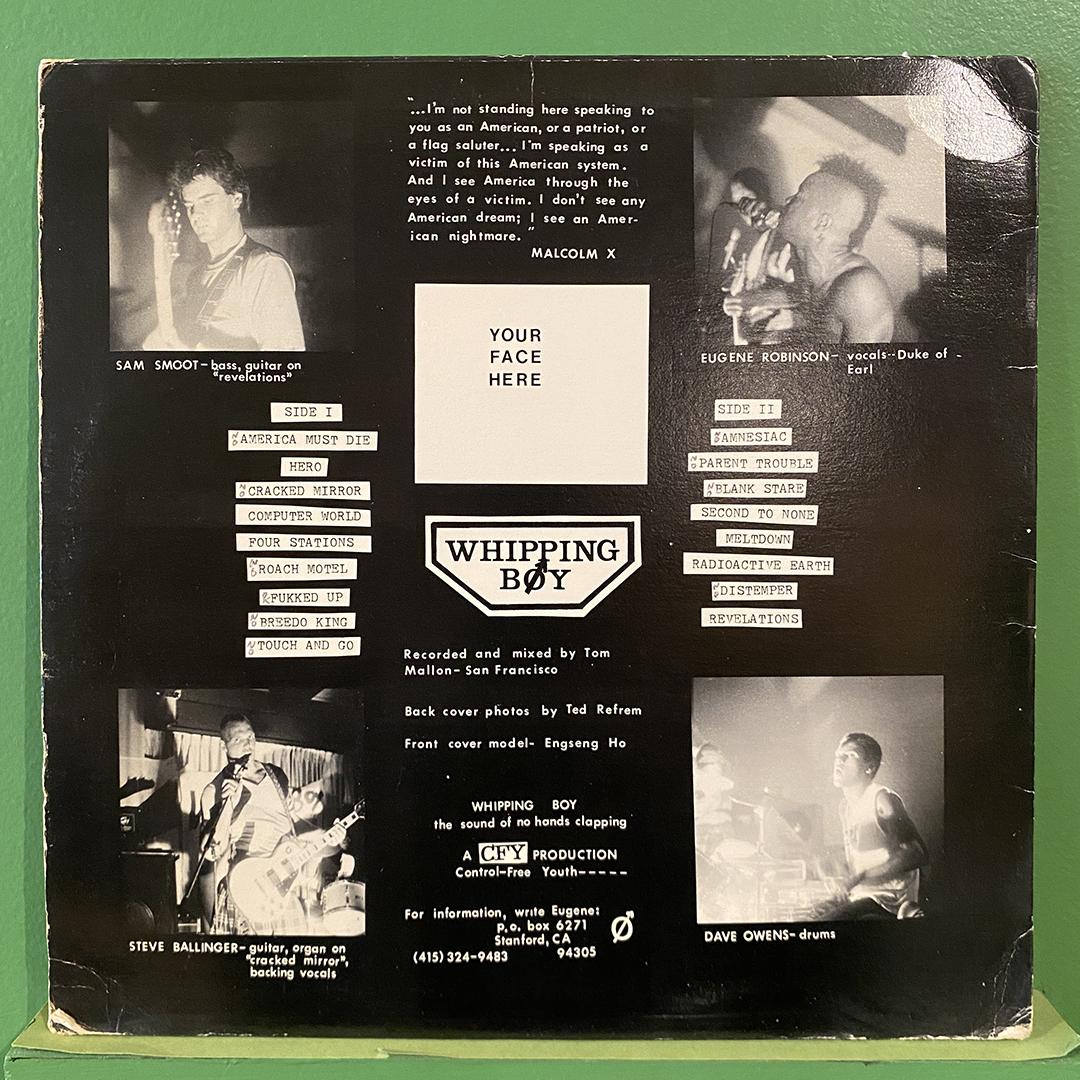 "...I'm not standing here speaking to
you as an American, or a patriot, or
a flag saluter... I'm speaking as a
victim of this American system.
And I see America through the
eyes of a victim. I don't see any
American dream; I see an Amer-
ican nightmare."
MALCOLM X
YOUR
FACE
HERE
SAM SMOOT-bass, guitar on
"revelations"
EUGENE ROBINSON- vocals--Duke of -
Earl
SIDE I
AMERICA MUST DIE
HERO
CRACKED MIRROR
COMPUTER WORLD
FOUR STATIONS
ROACH MOTEL
FUKKED UP
BREEDO KING
TOUCH AND GO
SIDE II
AMNESIAC
PARENT TROUBLE
BLANK STARE
SECOND TO NONE
MELTDOWN
RADIOACTIVE EARTH
DISTEMPER
REVELATIONS
WHIPPING
BOY
Recorded and mixed by Tom
Mallon- San Francisco
Back cover photos by Ted Refrem
Front cover model- Engseng Ho
WHIPPING BOY
the sound of no hands clapping
A CFY PRODUCTION
Control-Free Youth-----
For information, write Eugene:
p.o. box 6271
Stanford, CA
(415) 324-9483 94305
STEVE BALLINGER- guitar, organ on
"cracked mirror",
backing vocals
DAVE OWENS- drums